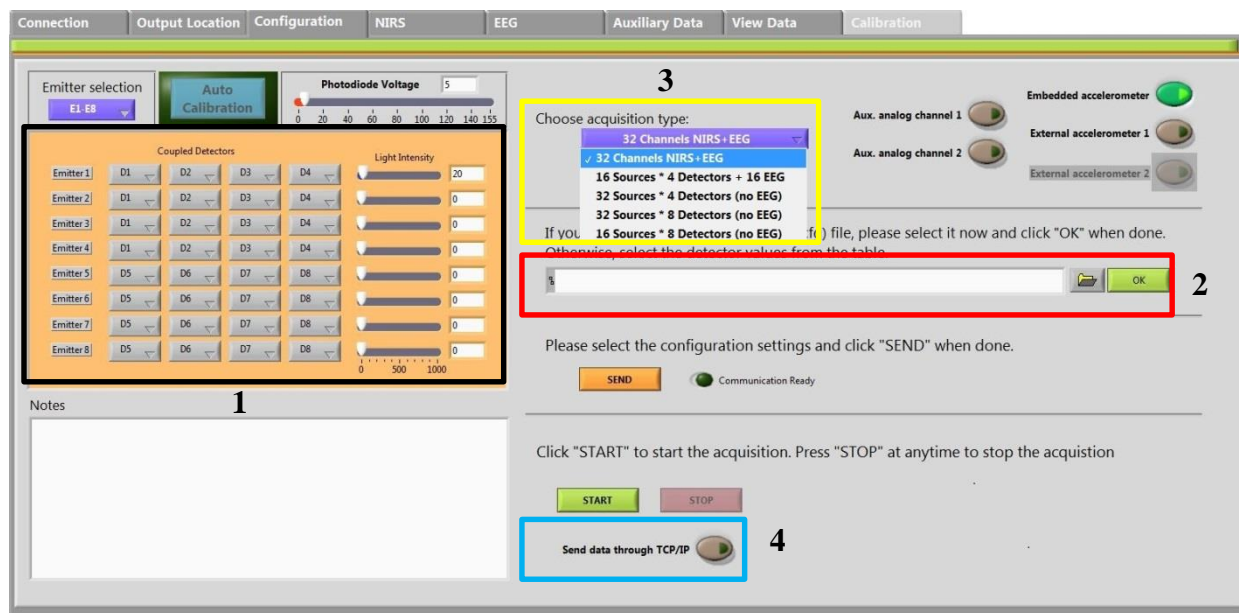 Connection Output Location Configuration NIRS EEG Auxiliary Data View Data Calibration
Emitter selection
E1-E8
Auto
Calibration
Photodiode Voltage 5
0 20 40 60 80 100 120 140 155
Coupled Detectors Light Intensity
Emitter 1 D1 D2 D3 D4 20
Emitter 2 D1 D2 D3 D4 0
Emitter 3 D1 D2 D3 D4 0
Emitter 4 D1 D2 D3 D4 0
Emitter 5 D5 D6 D7 D8 0
Emitter 6 D5 D6 D7 D8 0
Emitter 7 D5 D6 D7 D8 0
Emitter 8 D5 D6 D7 D8 0
0 500 1000
1
Notes
3
Choose acquisition type:
32 Channels NIRS+EEG
✓ 32 Channels NIRS+EEG
16 Sources * 4 Detectors + 16 EEG
32 Sources * 4 Detectors (no EEG)
32 Sources * 8 Detectors (no EEG)
16 Sources * 8 Detectors (no EEG)
Aux. analog channel 1
Aux. analog channel 2
Embedded accelerometer
External accelerometer 1
External accelerometer 2
If you file, please select it now and click "OK" when done.
Otherwise, select the detector values from the table
% OK
2
Please select the configuration settings and click "SEND" when done.
SEND Communication Ready
Click "START" to start the acquisition. Press "STOP" at anytime to stop the acquistion
START STOP
Send data through TCP/IP
4